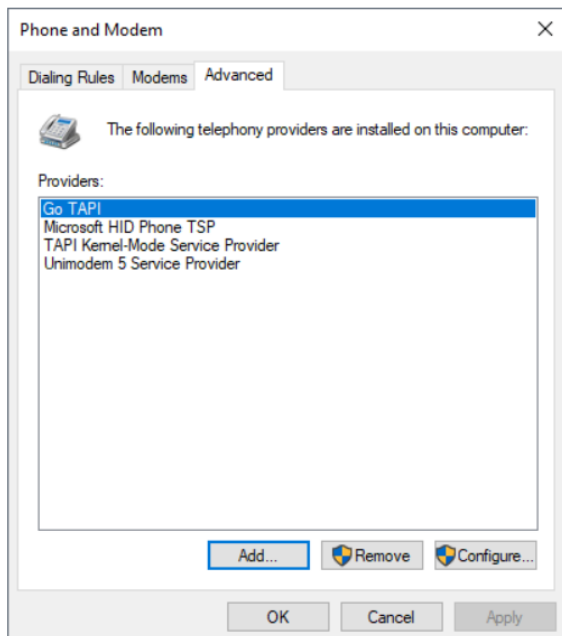 Phone and Modem
Dialing Rules Modems Advanced
The following telephony providers are installed on this computer:
Providers:
Go TAPI
Microsoft HID Phone TSP
TAPI Kernel-Mode Service Provider
Unimodem 5 Service Provider
Add... Remove Configure...
OK Cancel Apply